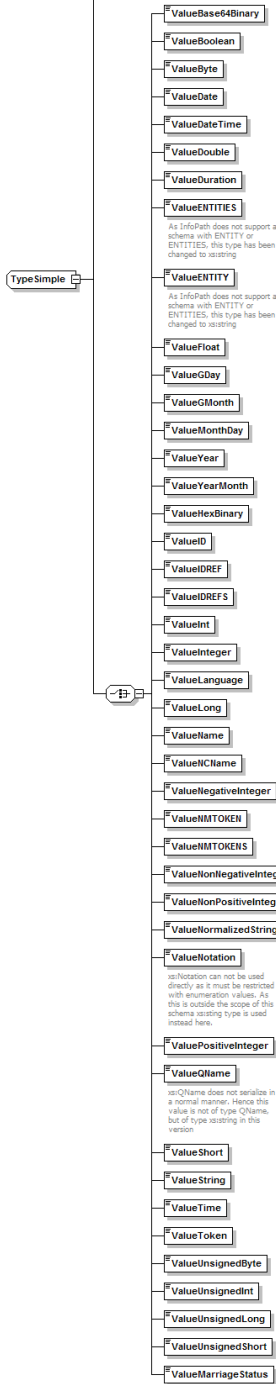 ValueBase64Binary
ValueBoolean
ValueByte
ValueDate
ValueDateTime
ValueDouble
ValueDuration
ValueENTITIES
As InfoPath does not support a
schema with ENTITY or
ENTITIES, this type has been
changed to xs:string
TypeSimple
ValueENTITY
As InfoPath does not support a
schema with ENTITY or
ENTITIES, this type has been
changed to xs:string
ValueFloat
ValueGDay
ValueGMonth
ValueMonthDay
ValueYear
ValueYearMonth
ValueHexBinary
ValueID
ValueIDREF
ValueIDREFS
ValueInt
ValueInteger
ValueLanguage
ValueLong
ValueName
ValueNCName
ValueNegativeInteger
ValueNMTOKEN
ValueNMTOKENS
ValueNonNegativeInteg
ValueNonPositiveInteg
ValueNormalizedString
ValueNotation
xs:Notation can not be used
directly as it must be restricted
with enumeration values. As
this is outside the scope of this
schema xs:sting type is used
instead here.
ValuePositiveInteger
ValueQName
xs:QName does not serialize in
a normal manner. Hence this
value is not of type QName,
but of type xs:string in this
version
ValueShort
ValueString
ValueTime
ValueToken
ValueUnsignedByte
ValueUnsignedInt
ValueUnsignedLong
ValueUnsignedShort
ValueMarriageStatus